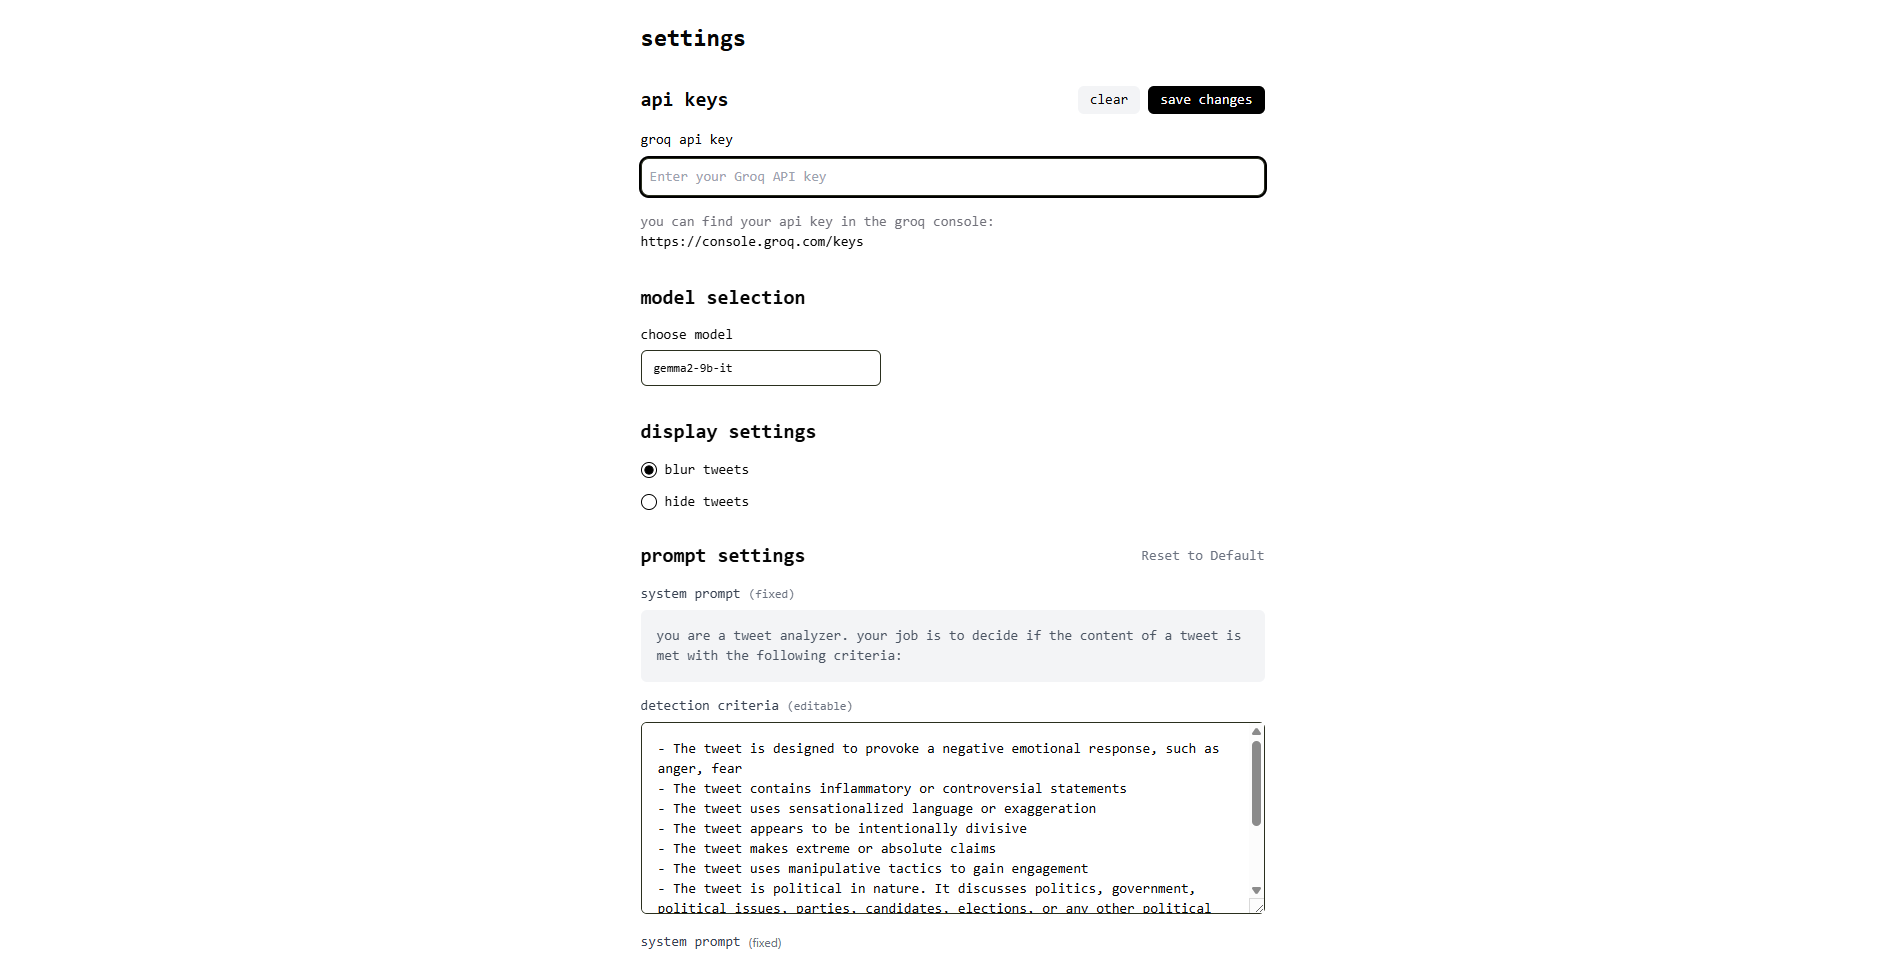 settings
api keys
clear
save changes
groq api key
Enter your Groq API key
you can find your api key in the groq console:
https://console.groq.com/keys
model selection
choose model
gemma2-9b-it
display settings
blur tweets
hide tweets
prompt settings
Reset to Default
system prompt (fixed)
you are a tweet analyzer. your job is to decide if the content of a tweet is
met with the following criteria:
detection criteria (editable)
- The tweet is designed to provoke a negative emotional response, such as
anger, fear
- The tweet contains inflammatory or controversial statements
- The tweet uses sensationalized language or exaggeration
- The tweet appears to be intentionally divisive
- The tweet makes extreme or absolute claims
- The tweet uses manipulative tactics to gain engagement
- The tweet is political in nature. It discusses politics, government,
political issues, parties, candidates, elections, or any other political
system prompt (fixed)